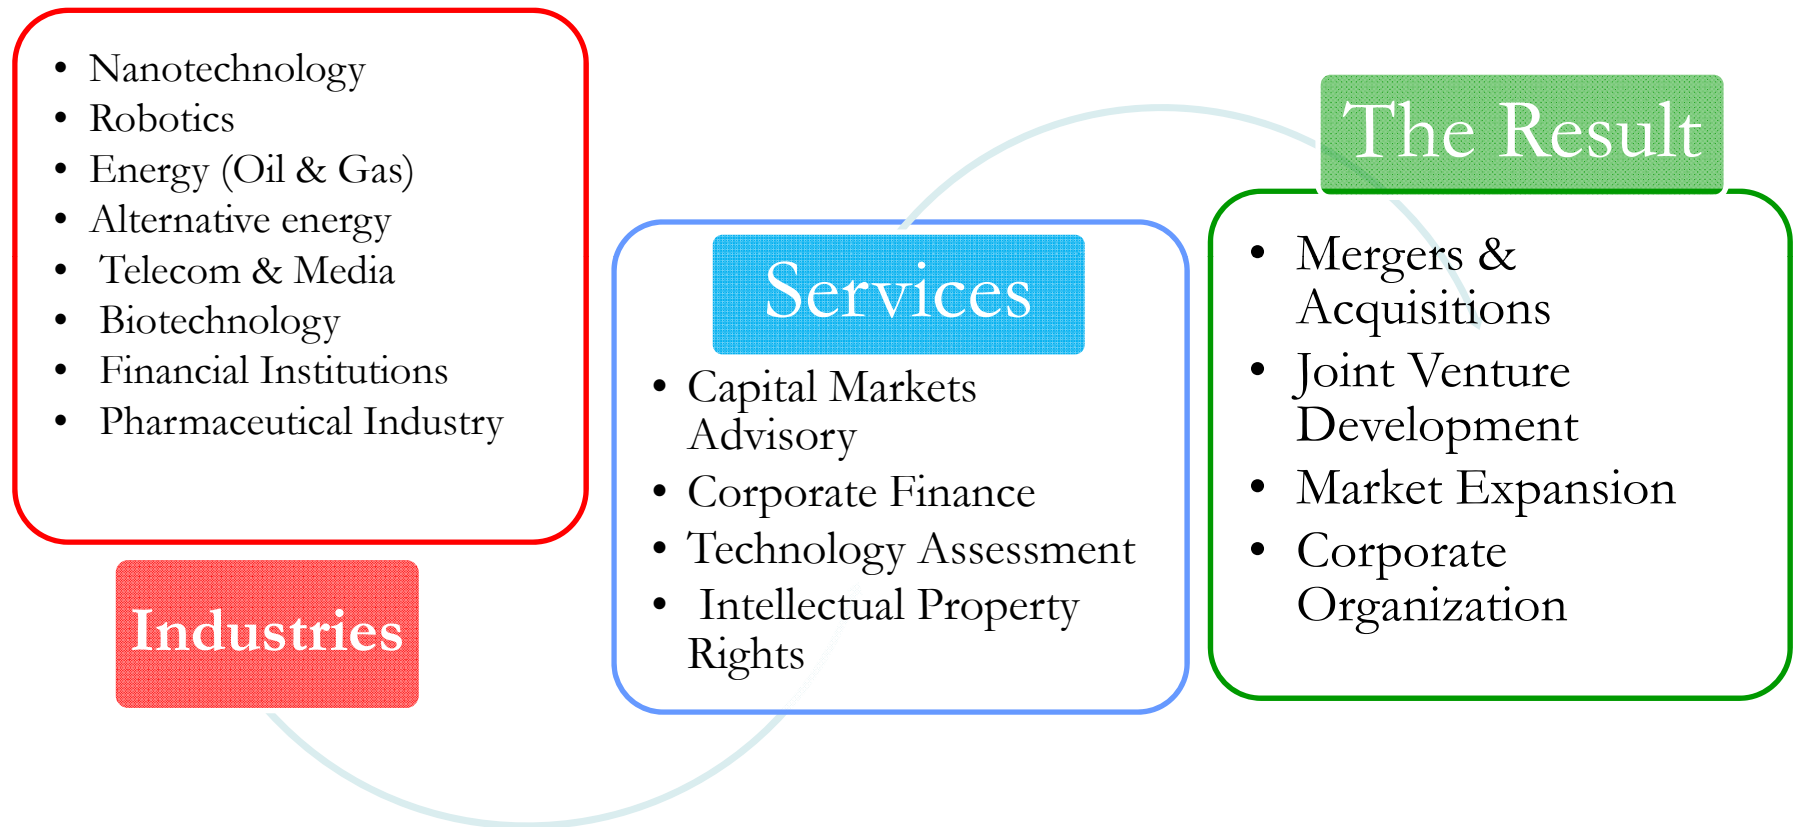 • Nanotechnology
• Robotics
• Energy (Oil & Gas)
• Alternative energy
• Telecom & Media
• Biotechnology
• Financial Institutions
• Pharmaceutical Industry
Industries
Services
• Capital Markets
Advisory
• Corporate Finance
• Technology Assessment
• Intellectual Property
Rights
The Result
• Mergers &
Acquisitions
• Joint Venture
Development
• Market Expansion
• Corporate
Organization